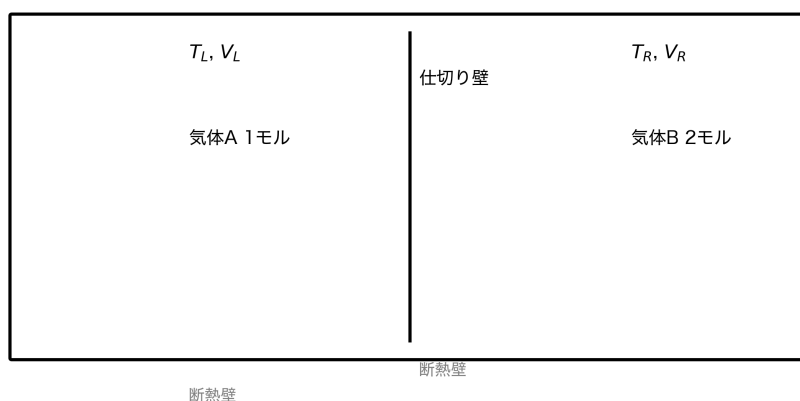 T_L, V_L
T_R, V_R
仕切り壁
気体A 1モル
気体B 2モル
断熱壁
断熱壁